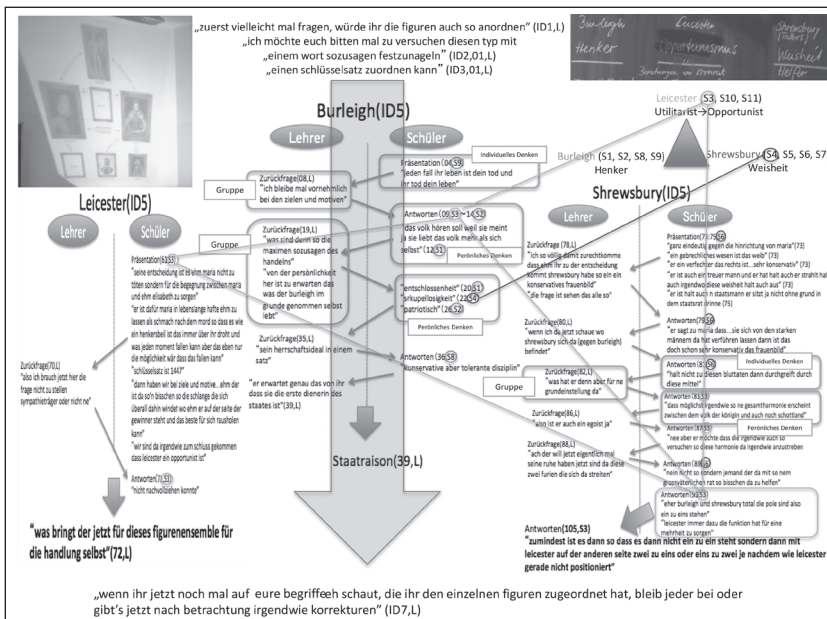 „zuerst vielleicht mal fragen, würde ihr die figuren auch so anordnen" (ID1,L)
„ich möchte euch bitten mal zu versuchen diesen typ mit
„einem wort sozusagen festzunageln" (ID2,01,L)
„einen schlüsselsatz zuordnen kann" (ID3,01,L)
Burleigh
Henker
Leicester
Opportunismus
Shrewsbury
(Talbot)
Weisheit
Helfer
Leicester (S3, S10, S11)
Utilitarist→Opportunist
Burleigh (S1, S2, S8, S9)
Henker
Shrewsbury (S4, S5, S6, S7
Weisheit
Burleigh(ID5)
Lehrer
Schüler
Präsentation (04,S9)
"jeden fall ihr leben ist dein tod und
ihr tod dein leben"
Individuelles Denken
Gruppe
Zurückfrage(08,L)
"ich bleibe mal vornehmlich
bei den zielen und motiven"
Antworten (09,S3~14,S2)
"das volk hören soll weil sie meint
ja sie liebt das volk mehr als sich
selbst" (12,S1)
Perönliches Denken
Gruppe
Zurückfrage(19,L)
"was sind denn so die
maximen sozusagen des
handelns"
"von der persönlichkeit
her ist zu erwarten das
was der burleigh im
grunde genommen selbst
lebt"
"entschlossenheit" (20,S1)
"srkupellosigkeit" (22,S4)
"patriotisch" (26,S2)
Perönliches Denken
Zurückfrage(35,L)
"sein herrschaftsideal in einem
satz"
Antworten (36,S8)
"konservative aber tolerante disziplin"
"er erwartet genau das von ihr
das sie die erste dienerin des
staates ist"(39,L)
Staatraison(39,L)
Leicester(ID5)
Lehrer
Schüler
Präsentation (61,S3)
"seine entscheidung ist ehm maria nicht zu
töten sondern für die begegnung zwischen maria
und ehm elisabeth zu sorgen"
"er ist dafür maria in lebenslange hafte ehm zu
lassen als schmach nach dem mord so dass es wie
ein henkersbeil ist das immer über ihr droht und
was jeden moment fallen kann aber das eben nur
die möglichkeit wär dass das fallen kann"
"schlüsselsatz is 1447"
"dann haben wir bei ziele und motive...ehm der
ist da so'n bisschen so die schlange die sich
überall dahin windet wo ehm er auf der seite der
gewinner steht und das beste für sich rausholen
kann"
"wir sind da irgendwie zum schluss gekommen
dass leicester ein opportunist ist"
Zurückfrage(70,L)
"also ich brauch jetzt hier die
frage nicht zu stellen
sympathieträger oder nicht ne"
Antworten(71,S3)
"nicht nachvollziehen konnte"
"was bringt der jetzt für dieses figurenensemble für
die handlung selbst"(72,L)
Shrewsbury(ID5)
Lehrer
Schüler
Präsentation(73~75,S6)
"ganz eindeutig gegen die hinrichtung von maria"(73)
"ein gebrechliches wesen ist das weib" (73)
"er ein verfechter das rechts ist...sehr konservativ" (73)
"er ist auch ein treuer mann und er hat halt auch er strahlt halt
auch irgendwo diese weisheit halt auch aus" (73)
"er ist halt auch n staatsmann er sitzt ja nicht ohne grund in
dem staatsrat drinne (75)
Zurückfrage (78,L)
"ich so völlig damit zurechtkomme
dass ehm ihr zu der entscheidung
kommt shrewsbury habe so ein ein
konservatives frauenbild"
"die frage ist sehen das alle so"
Antworten(79,S6)
"er sagt zu maria dass...sie sich von den starken
männern da hat verführen lassen dann ist das
doch schon sehr konservativ das frauenbild"
Zurückfrage(80,L)
"wenn ich da jetzt schaue wo
shrewsbury sich da (gegen burleigh)
befindet"
Individuelles Denken
"halt nicht zu diesen bluttaten dann durchgreift durch
diese mittel"
Gruppe
Zurückfrage(82,L)
"was hat er denn aber für ne
grundeinstellung da"
Antworten(83,S3)
"dass möglichst irgendwie so ne gesamtharmonie erscheint
zwischen dem volk der königin und auch noch schottland"
Zurückfrage(86,L)
"also ist er auch ein egoist ja"
Antworten(87,S3)
Perönliches Denken
"nee aber er möchte dass die irgendwie auch so
versuchen so diese harmonie da irgendwie anzustreben
Zurückfrage(88,L)
"ach der will jetzt eigentlich mal
seine ruhe haben jetzt sind da diese
zwei furien die sich da streiten"
"nein nicht so sondern jemand der da mit so nem
grossväterlichen rat so bisschen da zu helfen"
"eher burleigh und shrewsbury total die pole sind also
ein zu eins stehen"
"leicester immer dazu die funktion hat für eine
mehrheit zu sorgen"
Antworten(105,S3)
"zumindest ist es dann so dass es dann nicht ein zu ein steht sondern dann mit
leicester auf der anderen seite zwei zu eins oder eins zu zwei je nachdem wie leicester
gerade nicht positioniert"
„wenn ihr jetzt noch mal auf eure begriffeeh schaut, die ihr den einzelnen figuren zugeordnet hat, bleib jeder bei oder
gibt's jetzt nach betrachtung irgendwie korrekturen" (ID7,L)